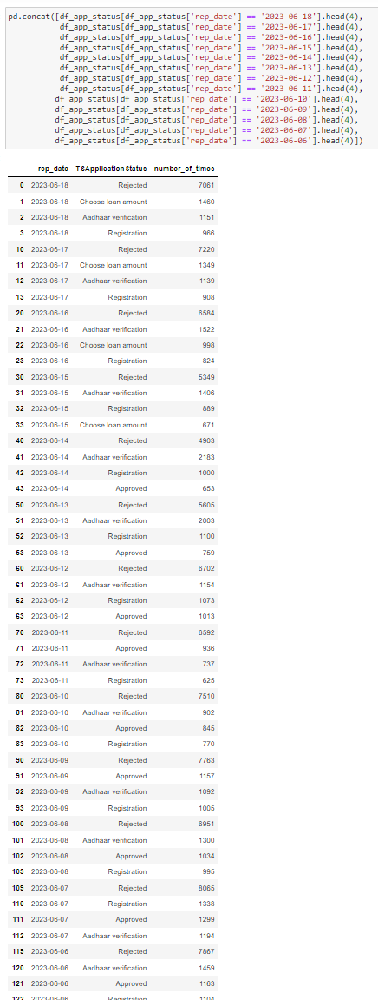 pd.concat([df_app_status[df_app_status['rep_date'] == '2023-06-18'].head(4),
df_app_status[df_app_status['rep_date'] == '2023-06-17'].head(4),
df_app_status[df_app_status['rep_date'] == '2023-06-16'].head(4),
df_app_status[df_app_status['rep_date'] == '2023-06-15'].head(4),
df_app_status[df_app_status['rep_date'] == '2023-06-14'].head(4),
df_app_status[df_app_status['rep_date'] == '2023-06-13'].head(4),
df_app_status[df_app_status['rep_date'] == '2023-06-12'].head(4),
df_app_status[df_app_status['rep_date'] == '2023-06-11'].head(4),
df_app_status[df_app_status['rep_date'] == '2023-06-10'].head(4),
df_app_status[df_app_status['rep_date'] == '2023-06-09'].head(4),
df_app_status[df_app_status['rep_date'] == '2023-06-08'].head(4),
df_app_status[df_app_status['rep_date'] == '2023-06-07'].head(4),
df_app_status[df_app_status['rep_date'] == '2023-06-06'].head(4)])
rep_date TSApplicationStatus number_of_times
0 2023-06-18 Rejected 7061
1 2023-06-18 Choose loan amount 1460
2 2023-06-18 Aadhaar verification 1151
3 2023-06-18 Registration 966
10 2023-06-17 Rejected 7220
11 2023-06-17 Choose loan amount 1349
12 2023-06-17 Aadhaar verification 1139
13 2023-06-17 Registration 908
20 2023-06-16 Rejected 6584
21 2023-06-16 Aadhaar verification 1522
22 2023-06-16 Choose loan amount 998
23 2023-06-16 Registration 824
30 2023-06-15 Rejected 5349
31 2023-06-15 Aadhaar verification 1406
32 2023-06-15 Registration 889
33 2023-06-15 Choose loan amount 671
40 2023-06-14 Rejected 4903
41 2023-06-14 Aadhaar verification 2183
42 2023-06-14 Registration 1000
43 2023-06-14 Approved 653
50 2023-06-13 Rejected 5605
51 2023-06-13 Aadhaar verification 2003
52 2023-06-13 Registration 1100
53 2023-06-13 Approved 759
60 2023-06-12 Rejected 6702
61 2023-06-12 Aadhaar verification 1154
62 2023-06-12 Registration 1073
63 2023-06-12 Approved 1013
70 2023-06-11 Rejected 6592
71 2023-06-11 Approved 936
72 2023-06-11 Aadhaar verification 737
73 2023-06-11 Registration 625
80 2023-06-10 Rejected 7510
81 2023-06-10 Aadhaar verification 902
82 2023-06-10 Approved 845
83 2023-06-10 Registration 770
90 2023-06-09 Rejected 7763
91 2023-06-09 Approved 1157
92 2023-06-09 Aadhaar verification 1092
93 2023-06-09 Registration 1005
100 2023-06-08 Rejected 6951
101 2023-06-08 Aadhaar verification 1300
102 2023-06-08 Approved 1034
103 2023-06-08 Registration 995
109 2023-06-07 Rejected 8065
110 2023-06-07 Registration 1338
111 2023-06-07 Approved 1299
112 2023-06-07 Aadhaar verification 1194
119 2023-06-06 Rejected 7867
120 2023-06-06 Aadhaar verification 1459
121 2023-06-06 Approved 1163
122 2023-06-06 Registration 1104